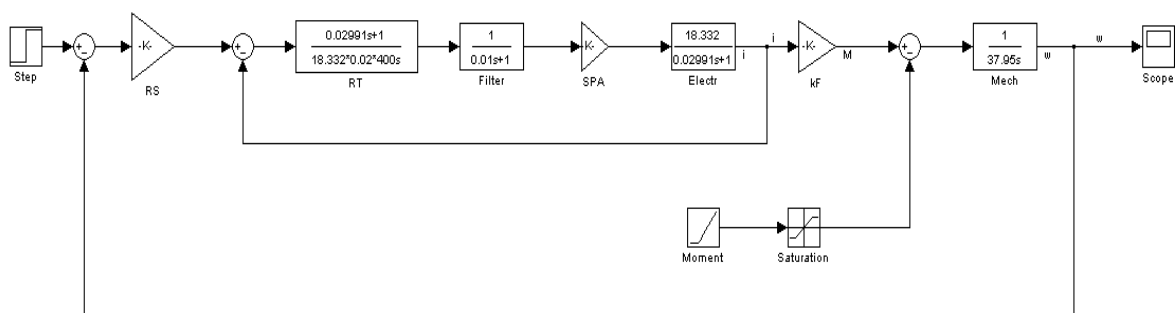 Step
-K-
RS
0.02991s+1
18.332*0.02*400s
RT
1
0.01s+1
Filter
K-
SPA
18.332
0.02991s+1
Electr
i
i
-K-
kF
M
1
37.95s
Mech
w
w
Scope
Moment
Saturation